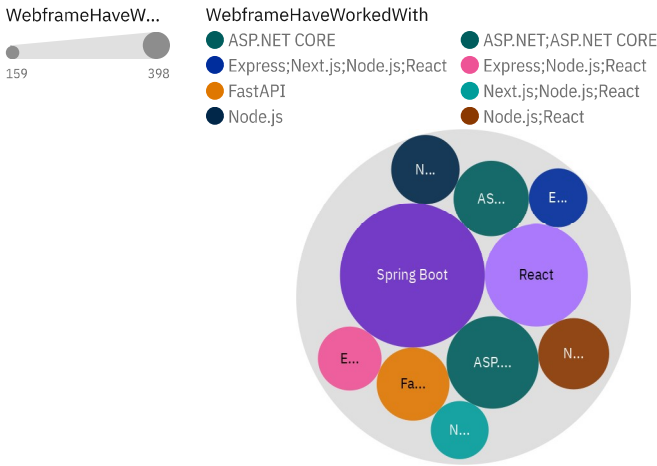 WebframeHaveW...
159
398
WebframeHaveWorkedWith
ASP.NET CORE
ASP.NET;ASP.NET CORE
Express;Next.js;Node.js;React
Express;Node.js;React
FastAPI
Next.js;Node.js;React
Node.js
Node.js;React
N...
AS...
E...
Spring Boot
React
E...
Fa...
ASP....
N...
N...